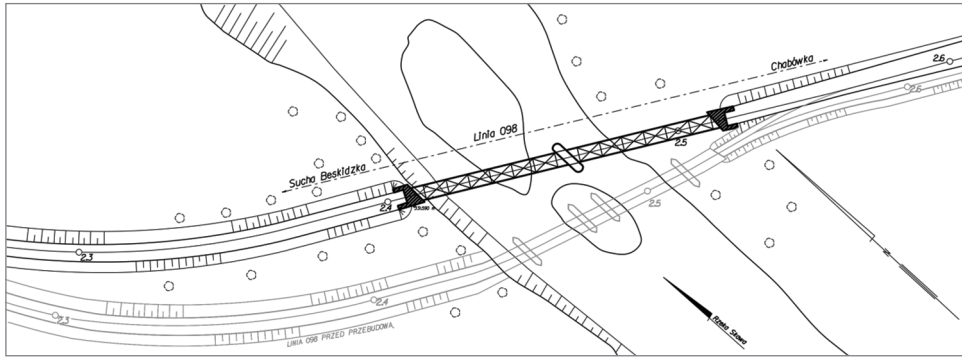 Chabówka
2.6
2.6
Linia 098
2.5
Sucha Beskidzka
2.4
2.5
2.3
2.4
2.3
LINIA 098 PRZED PRZEBUDOWĄ
Rzeka Skawa
N